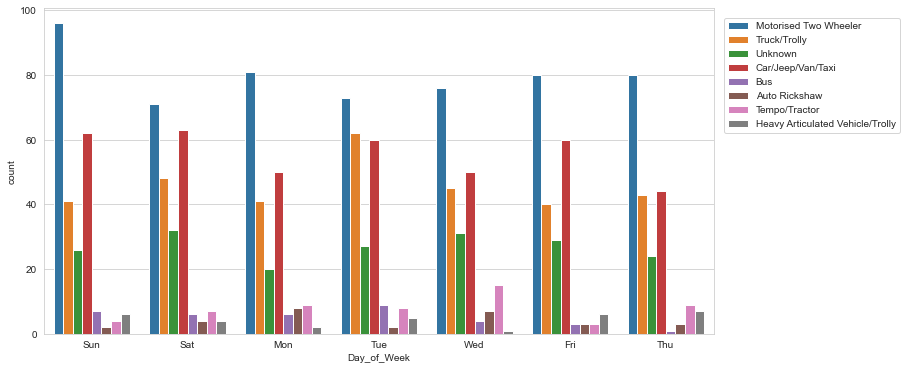 100
80
60
40
20
0
count
Sun Sat Mon Tue Wed Fri Thu
Day_of_Week
Motorised Two Wheeler
Truck/Trolly
Unknown
Car/Jeep/Van/Taxi
Bus
Auto Rickshaw
Tempo/Tractor
Heavy Articulated Vehicle/Trolly